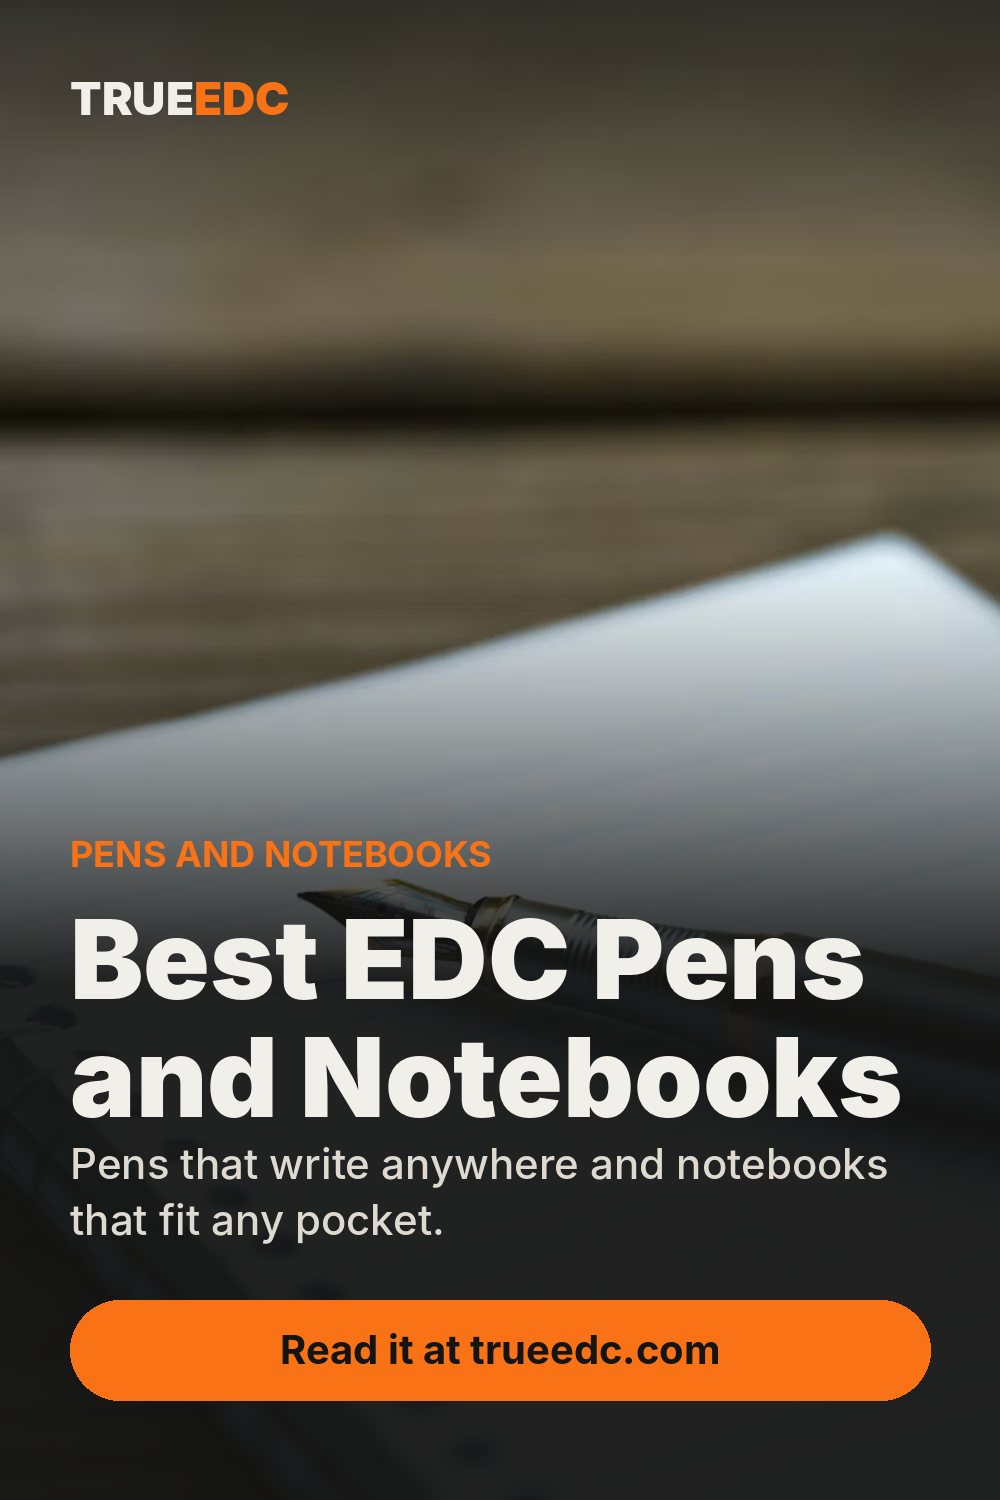 TRUEEDC
PENS AND NOTEBOOKS
Best EDC Pens
and Notebooks
Pens that write anywhere and notebooks
that fit any pocket.
Read it at trueedc.com